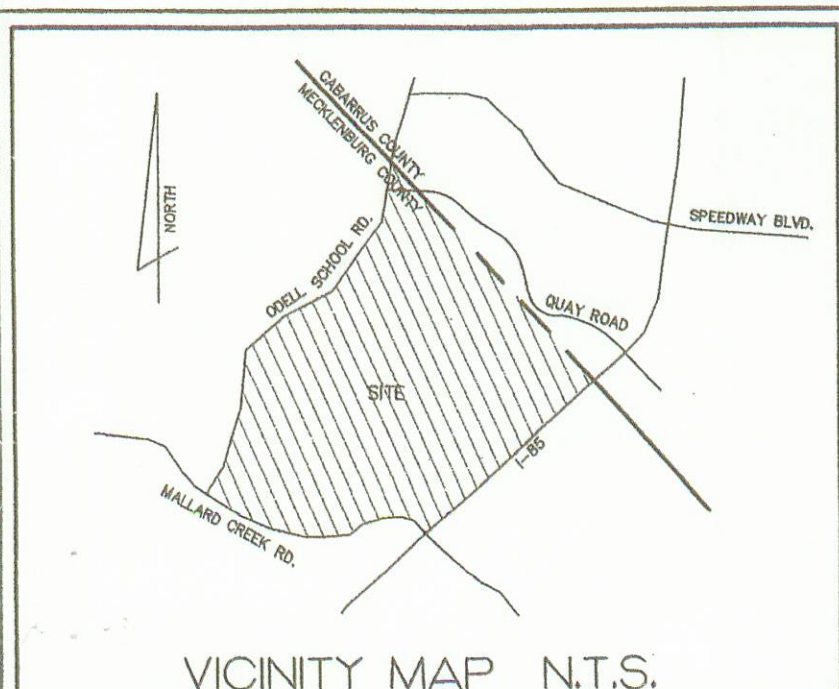 CABARRUS COUNTY
MECKLENBURG COUNTY
NORTH
SPEEDWAY BLVD.
ODELL SCHOOL RD.
QUAY ROAD
SITE
I-85
MALLARD CREEK RD.
VICINITY MAP N.T.S.